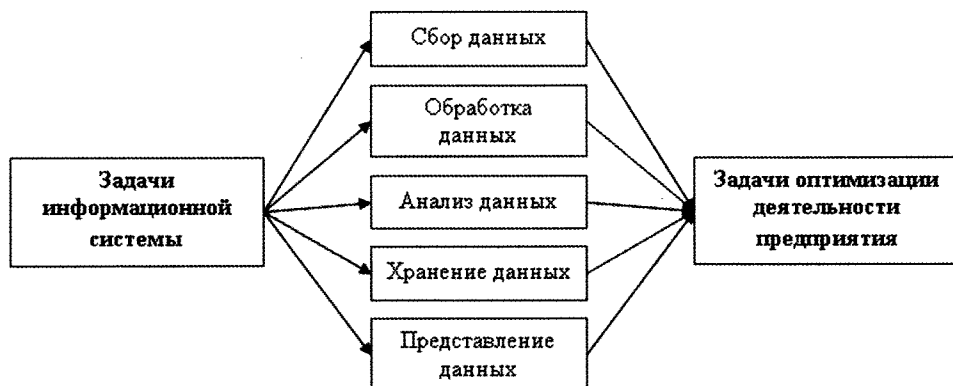 Задачи
информационной
системы
Сбор данных
Обработка
данных
Анализ данных
Хранение данных
Представление
данных
Задачи оптимизации
деятельности
предприятия